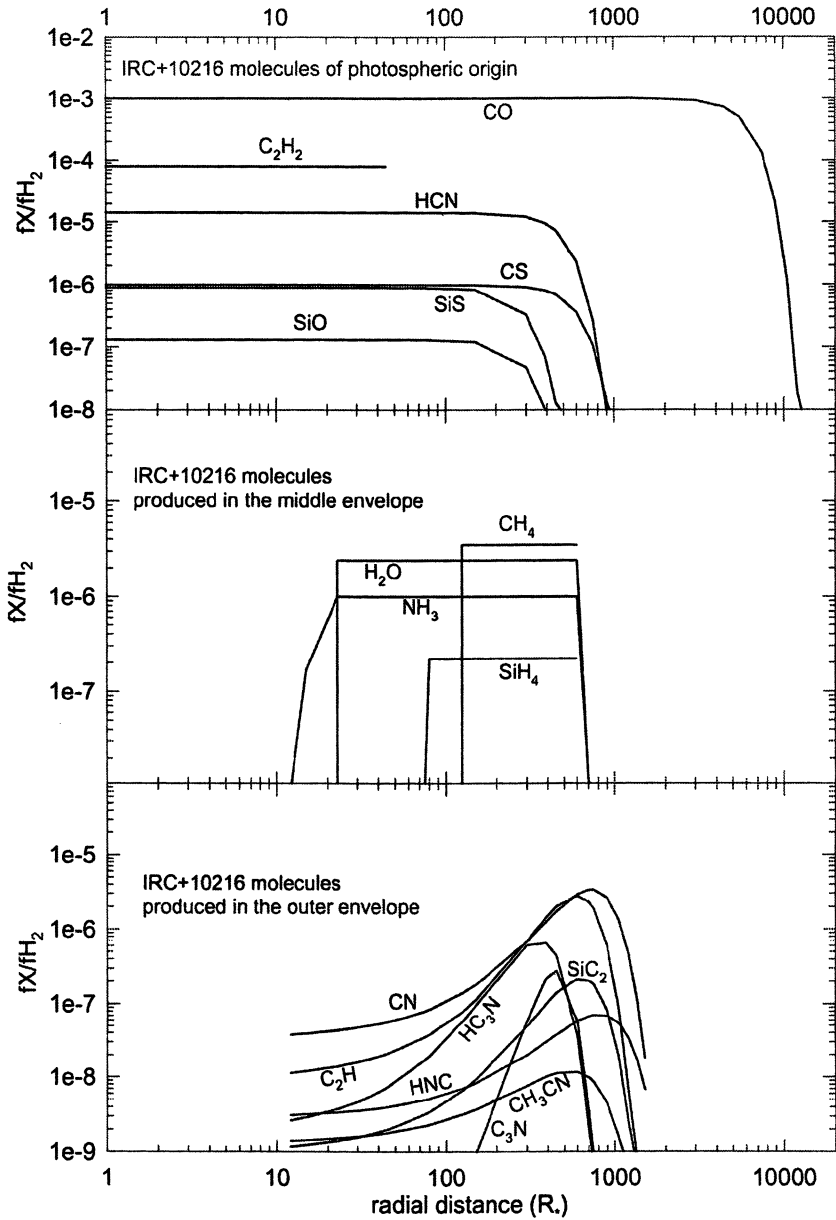 1 10 100 1000 10000
1e-2
IRC+10216 molecules of photospheric origin
1e-3
CO
C₂H₂
1e-4
fX/fH₂
HCN
1e-5
CS
1e-6
SiS
SiO
1e-7
1e-8
IRC+10216 molecules
produced in the middle envelope
1e-5
CH₄
H₂O
fX/fH₂
1e-6
NH₃
SiH₄
1e-7
1e-5
IRC+10216 molecules
produced in the outer envelope
1e-6
fX/fH₂
SiC₂
CN
HC₃N
1e-7
C₂H
HNC
1e-8
CH₃CN
C₃N
1e-9
1 10 100 1000 10000
radial distance (R*)